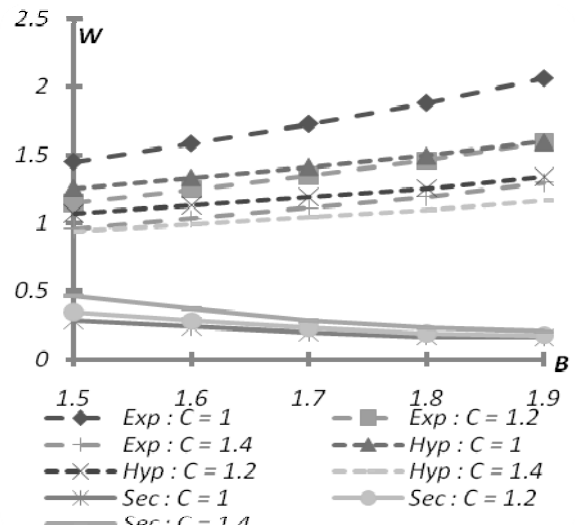 2.5
W
2
1.5
1
0.5
0
B
1.5 1.6 1.7 1.8 1.9
Exp : C = 1 Exp : C = 1.2
Exp : C = 1.4 Hyp : C = 1
Hyp : C = 1.2 Hyp : C = 1.4
Sec : C = 1 Sec : C = 1.2
Sec : C = 1.4